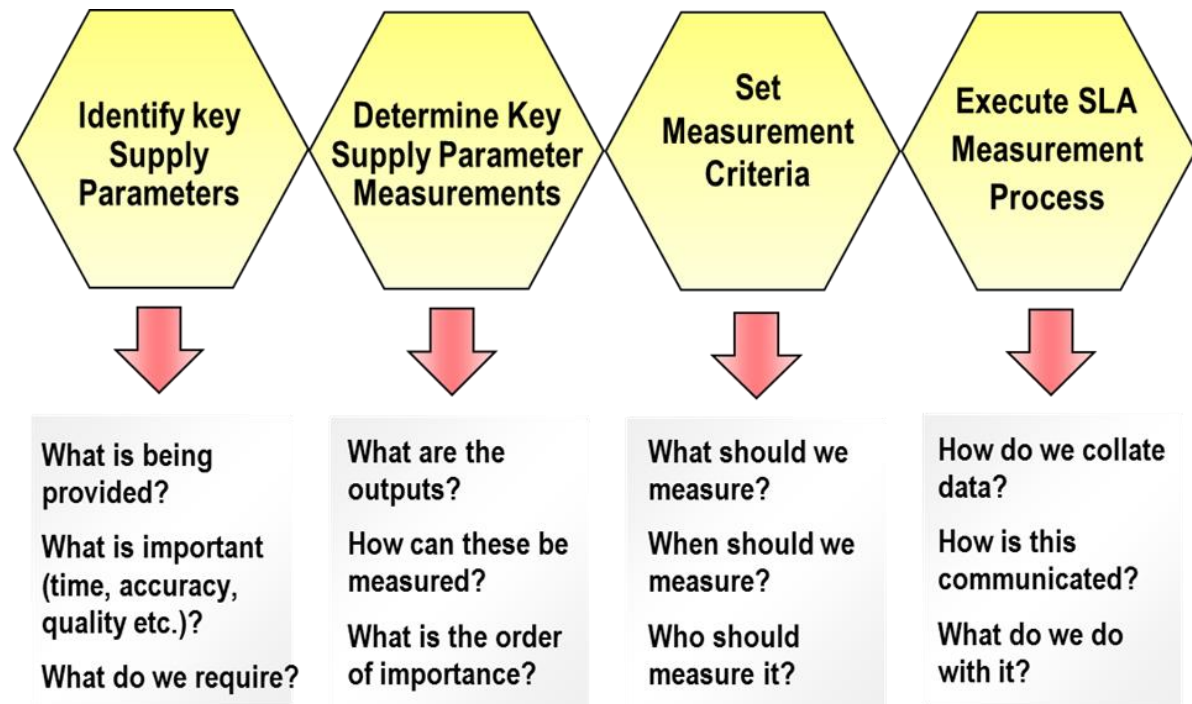 Identify key
Supply
Parameters
Determine Key
Supply Parameter
Measurements
Set
Measurement
Criteria
Execute SLA
Measurement
Process
What is being
provided?
What is important
(time, accuracy,
quality etc.)?
What do we require?
What are the
outputs?
How can these be
measured?
What is the order
of importance?
What should we
measure?
When should we
measure?
Who should
measure it?
How do we collate
data?
How is this
communicated?
What do we do
with it?